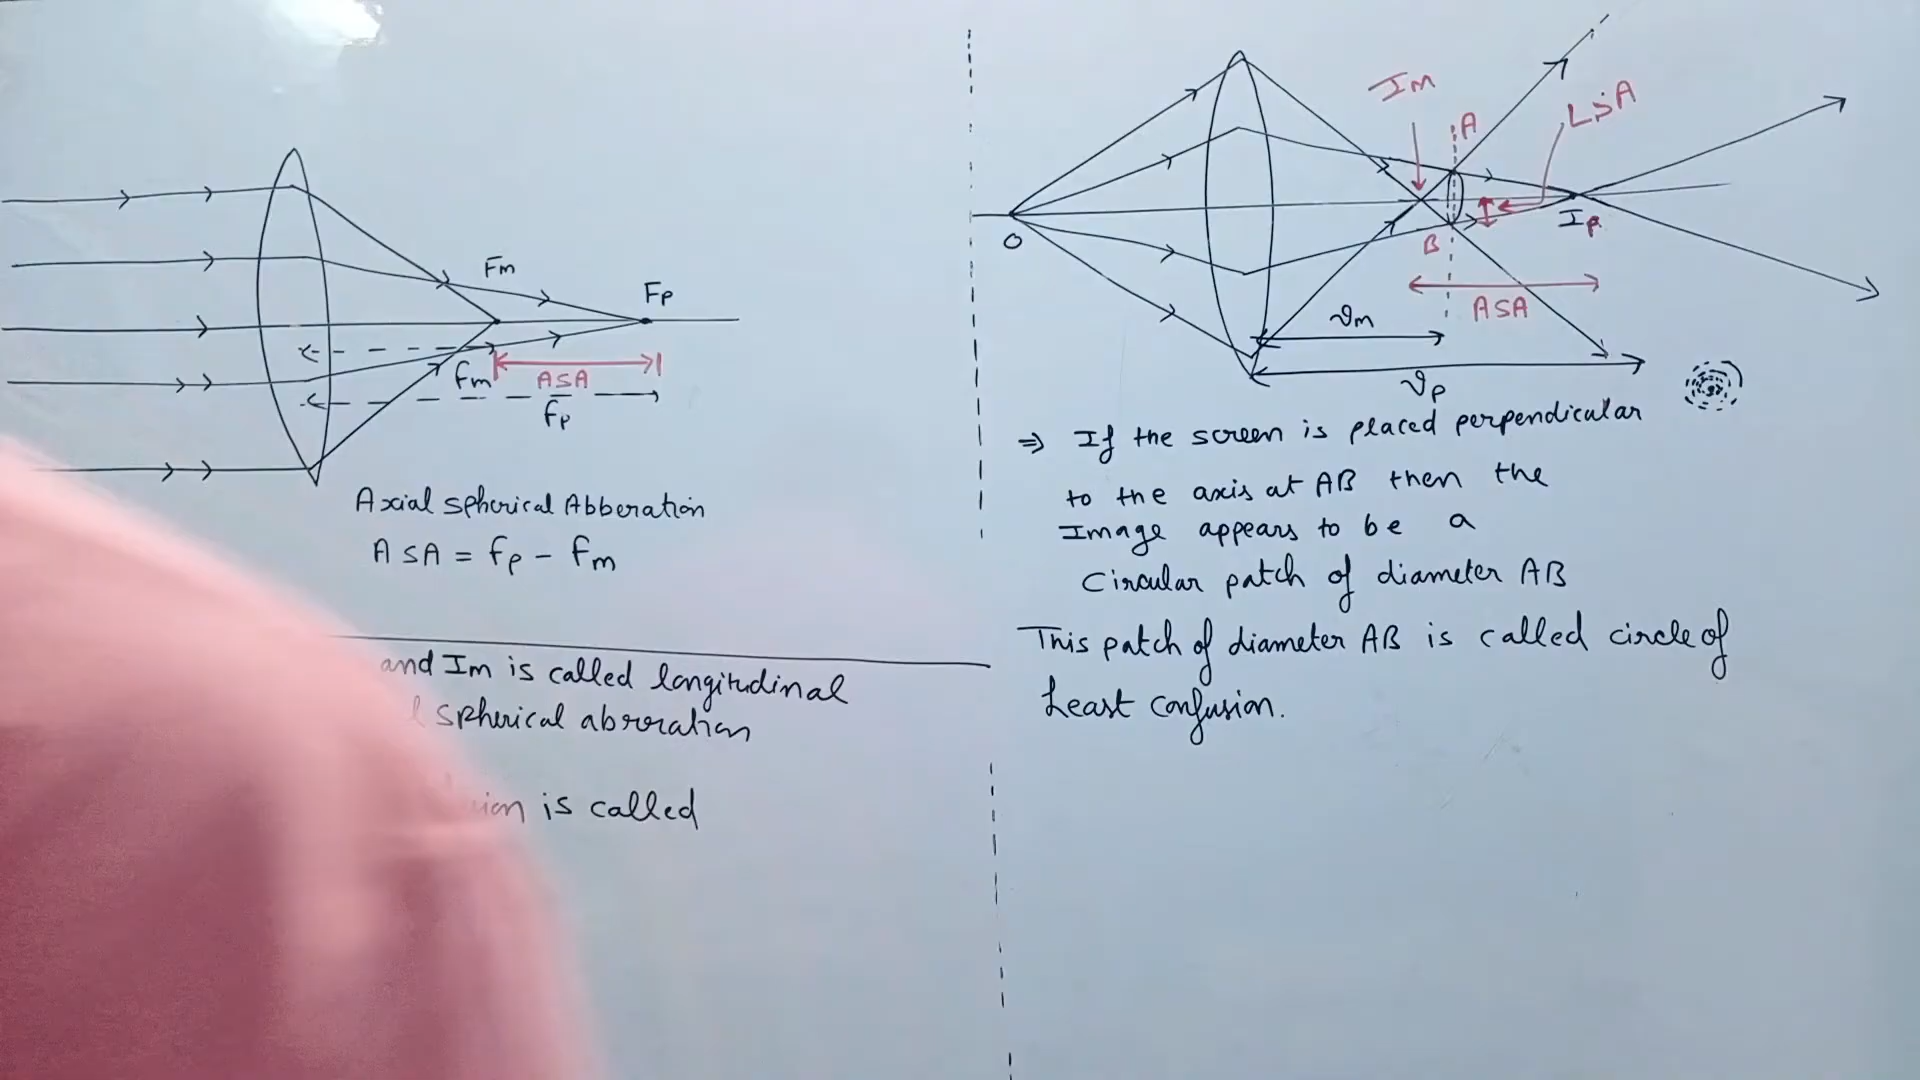 Fm
Fp
fm
ASA
fp
Axial spherical Abberation
ASA = fp - fm
and Im is called longitudinal
spherical abrration
is called
Im
A
LSA
O
B
Ip
ASA
vm
vp
⇒ If the screen is placed perpendicular
to the axis at AB then the
Image appears to be a
Circular patch of diameter AB
This patch of diameter AB is called circle of
Least confusion.